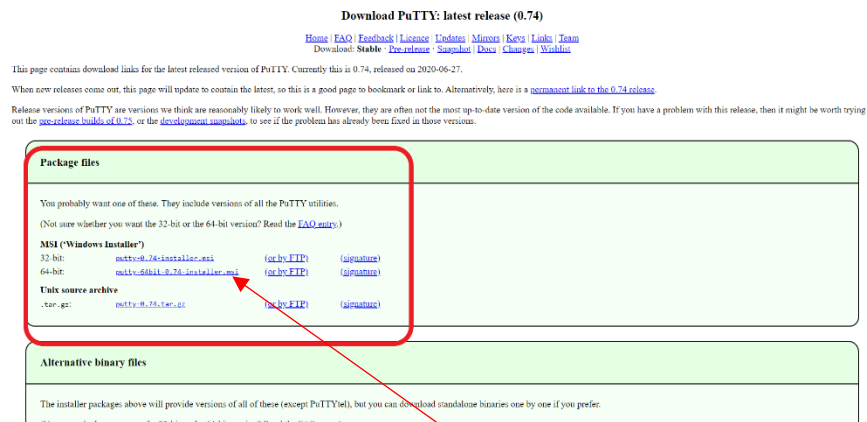 Download PuTTY: latest release (0.74)
Home | FAQ | Feedback | Licence | Updates | Mirrors | Keys | Links | Team
Download: Stable · Pre-release · Snapshot | Docs | Changes | Wishlist
This page contains download links for the latest released version of PuTTY. Currently this is 0.74, released on 2020-06-27.
When new releases come out, this page will update to contain the latest, so this is a good page to bookmark or link to. Alternatively, here is a permanent link to the 0.74 release.
Release versions of PuTTY are versions we think are reasonably likely to work well. However, they are often not the most up-to-date version of the code available. If you have a problem with this release, then it might be worth trying
out the pre-release builds of 0.75, or the development snapshots, to see if the problem has already been fixed in those versions.
Package files
You probably want one of these. They include versions of all the PuTTY utilities.
(Not sure whether you want the 32-bit or the 64-bit version? Read the FAQ entry.)
MSI (‘Windows Installer’)
32-bit: putty-0.74-installer.msi (or by FTP) (signature)
64-bit: putty-64bit-0.74-installer.msi (or by FTP) (signature)
Unix source archive
.tar.gz: putty-0.74.tar.gz (or by FTP) (signature)
Alternative binary files
The installer packages above will provide versions of all of these (except PuTTYtel), but you can download standalone binaries one by one if you prefer.